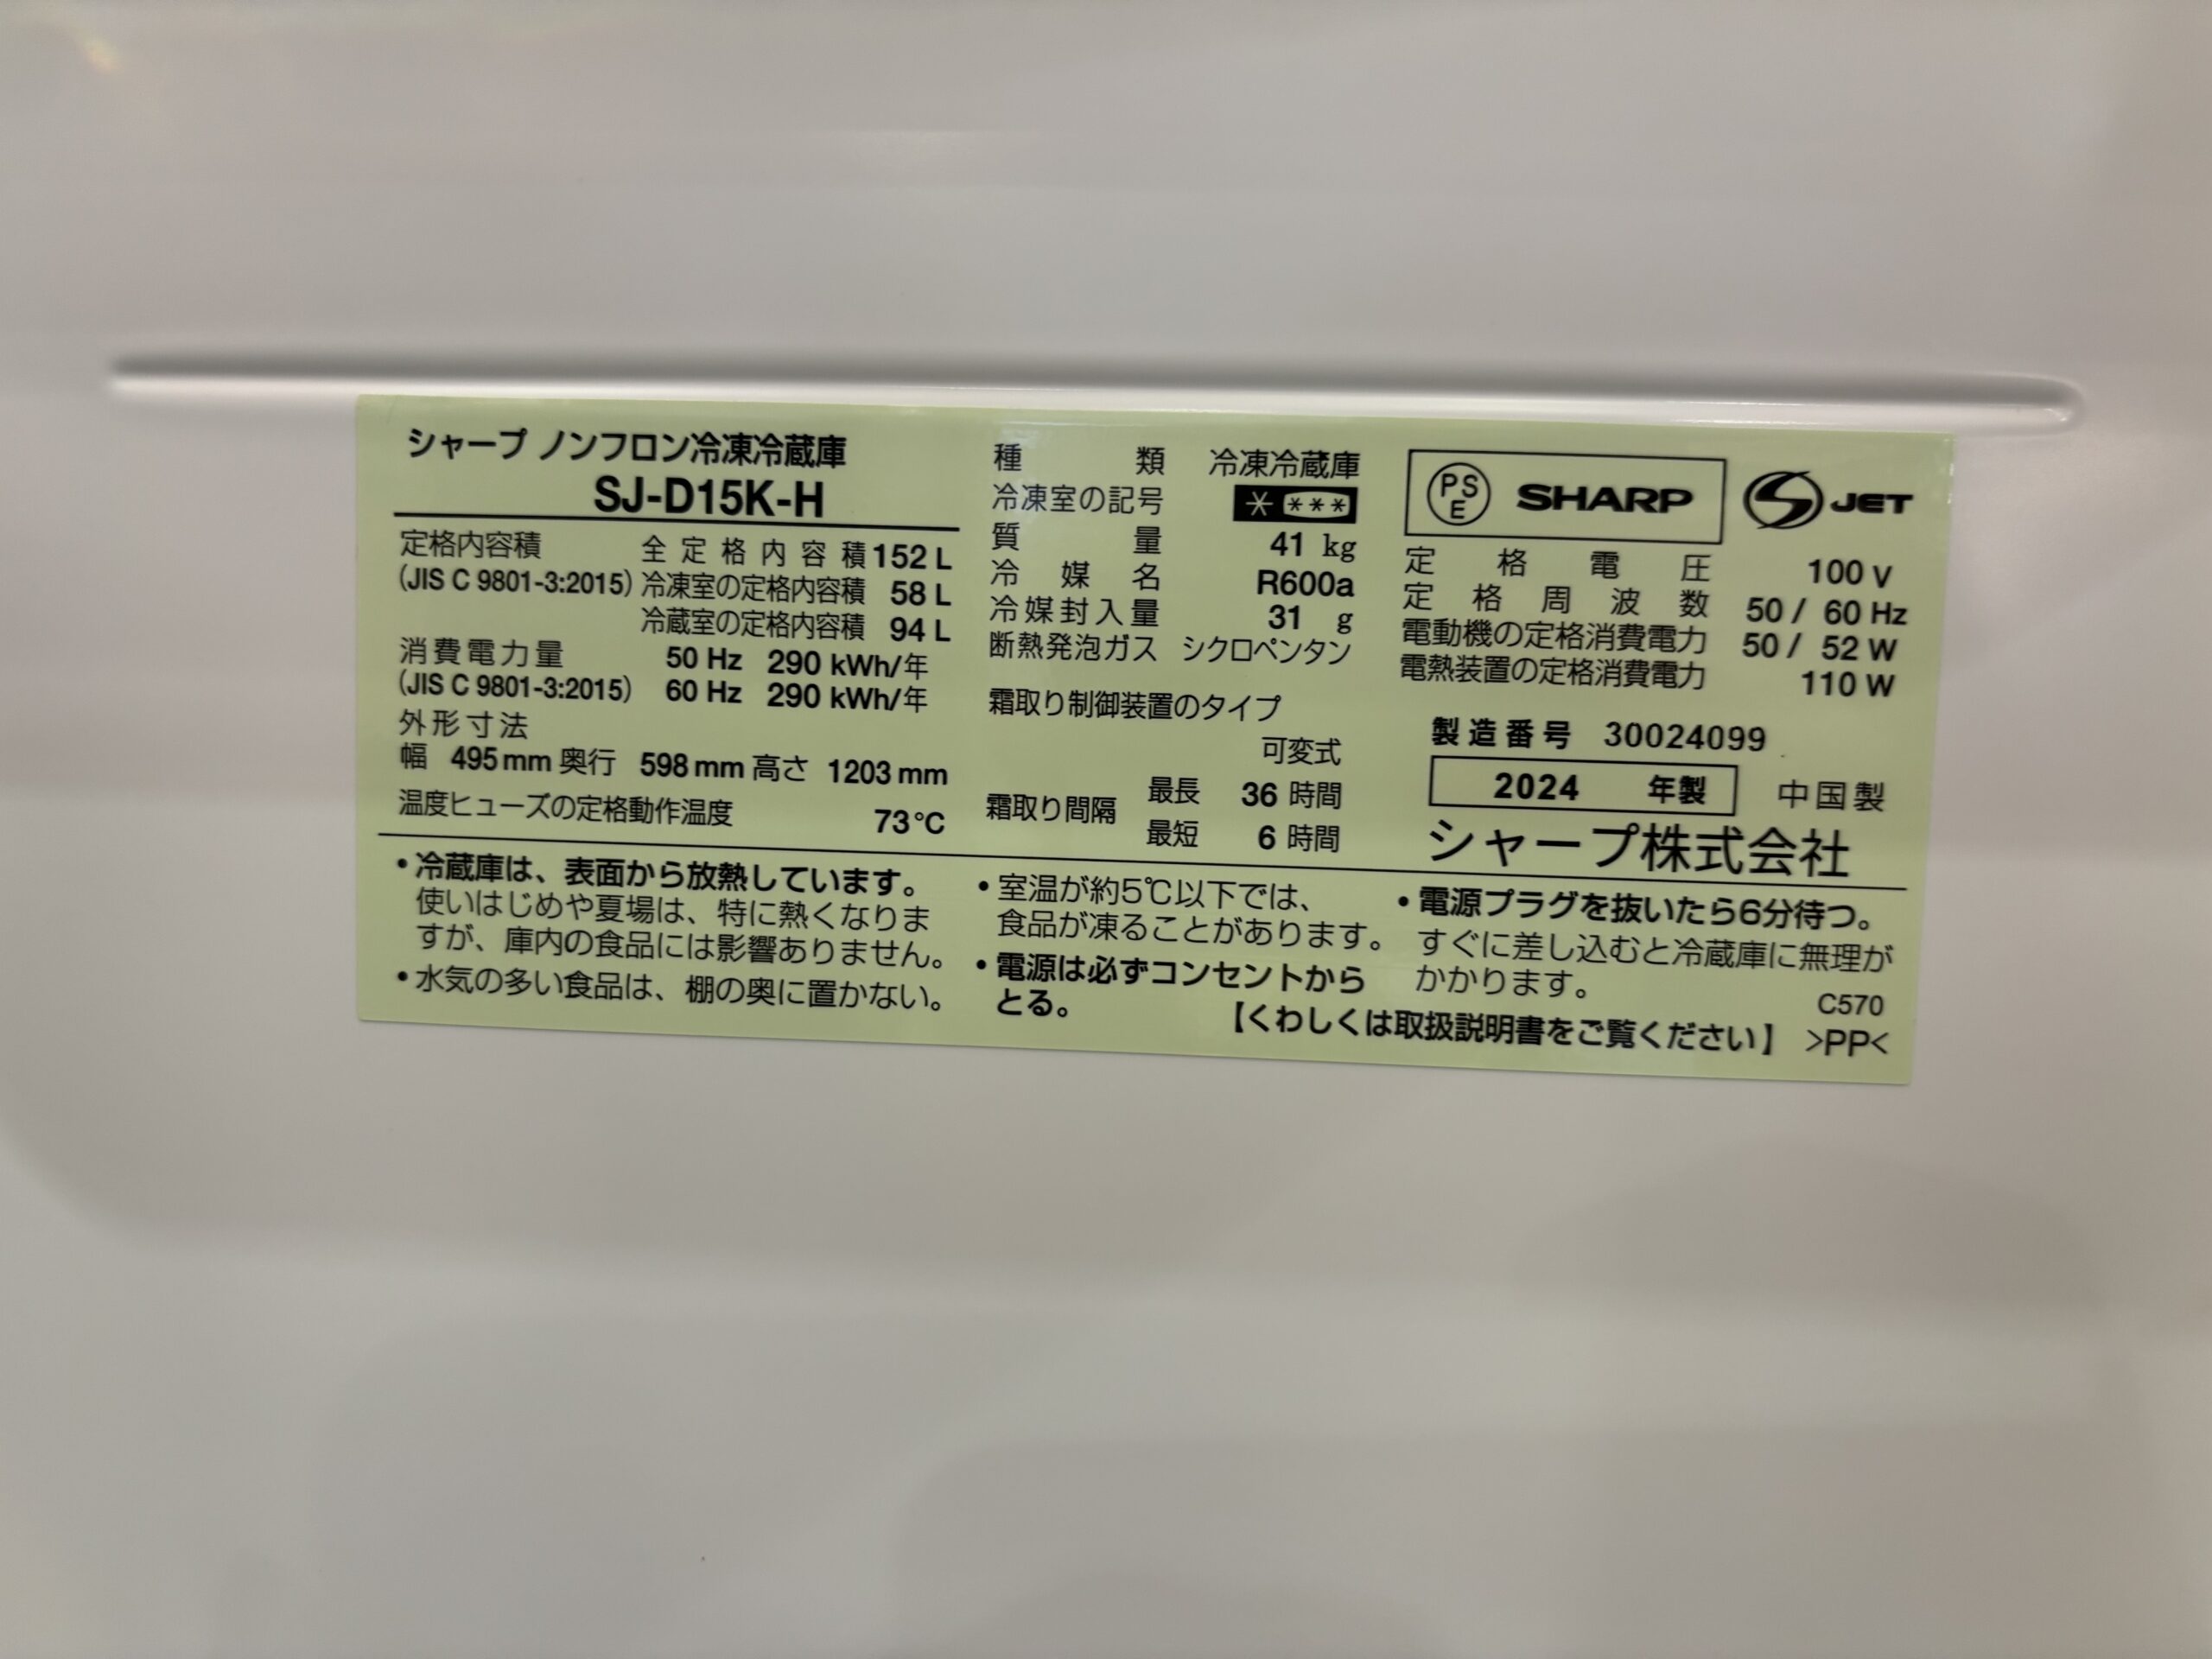 シャープ ノンフロン冷凍冷蔵庫
SJ-D15K-H
定格内容積 全定格内容積 152 L
(JIS C 9801-3:2015) 冷凍室の定格内容積 58 L
冷蔵室の定格内容積 94 L
消費電力量 50 Hz 290 kWh/年
(JIS C 9801-3:2015) 60 Hz 290 kWh/年
外形寸法
幅 495 mm 奥行 598 mm 高さ 1203 mm
温度ヒューズの定格動作温度 73℃
種類 冷凍冷蔵庫
冷凍室の記号 * ***
質量 41 kg
冷媒名 R600a
冷媒封入量 31 g
断熱発泡ガス シクロペンタン
霜取り制御装置のタイプ
可変式
霜取り間隔 最長 36 時間
最短 6 時間
PSE SHARP JET
定格電圧 100 V
定格周波数 50 / 60 Hz
電動機の定格消費電力 50 / 52 W
電熱装置の定格消費電力 110 W
製造番号 30024099
2024 年製 中国製
シャープ株式会社
・冷蔵庫は、表面から放熱しています。
使いはじめや夏場は、特に熱くなりま
すが、庫内の食品には影響ありません。
・水気の多い食品は、棚の奥に置かない。
・室温が約5℃以下では、
食品が凍ることがあります。
・電源は必ずコンセントから
とる。
・電源プラグを抜いたら6分待つ。
すぐに差し込むと冷蔵庫に無理が
かかります。
C570
【くわしくは取扱説明書をご覧ください】 >PP<